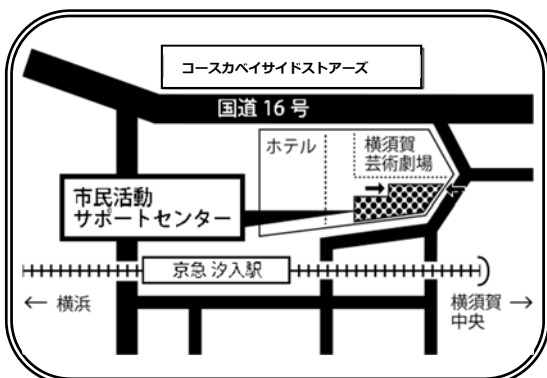 コースカベイサイドストアーズ
国道16号
ホテル
横須賀
芸術劇場
市民活動
サポートセンター
京急 汐入駅
← 横浜
横須賀 →
中央